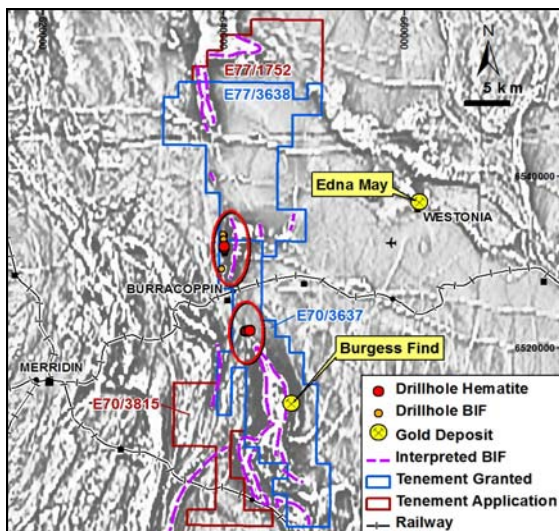 E77/1752
E77/3638
N
5 km
6540000
Edna May
WESTONIA
BURRACOPPIN
E70/3637
6520000
MERRIDIN
Burgess Find
E70/3815
Drillhole Hematite
Drillhole BIF
Gold Deposit
Interpreted BIF
Tenement Granted
Tenement Application
Railway